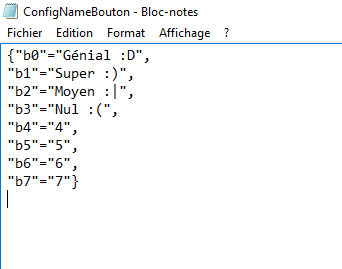 ConfigNameBouton - Bloc-notes
Fichier Edition Format Affichage ?
{"b0"="Génial :D",
"b1"="Super :)",
"b2"="Moyen :|",
"b3"="Nul :(",
"b4"="4",
"b5"="5",
"b6"="6",
"b7"="7"}